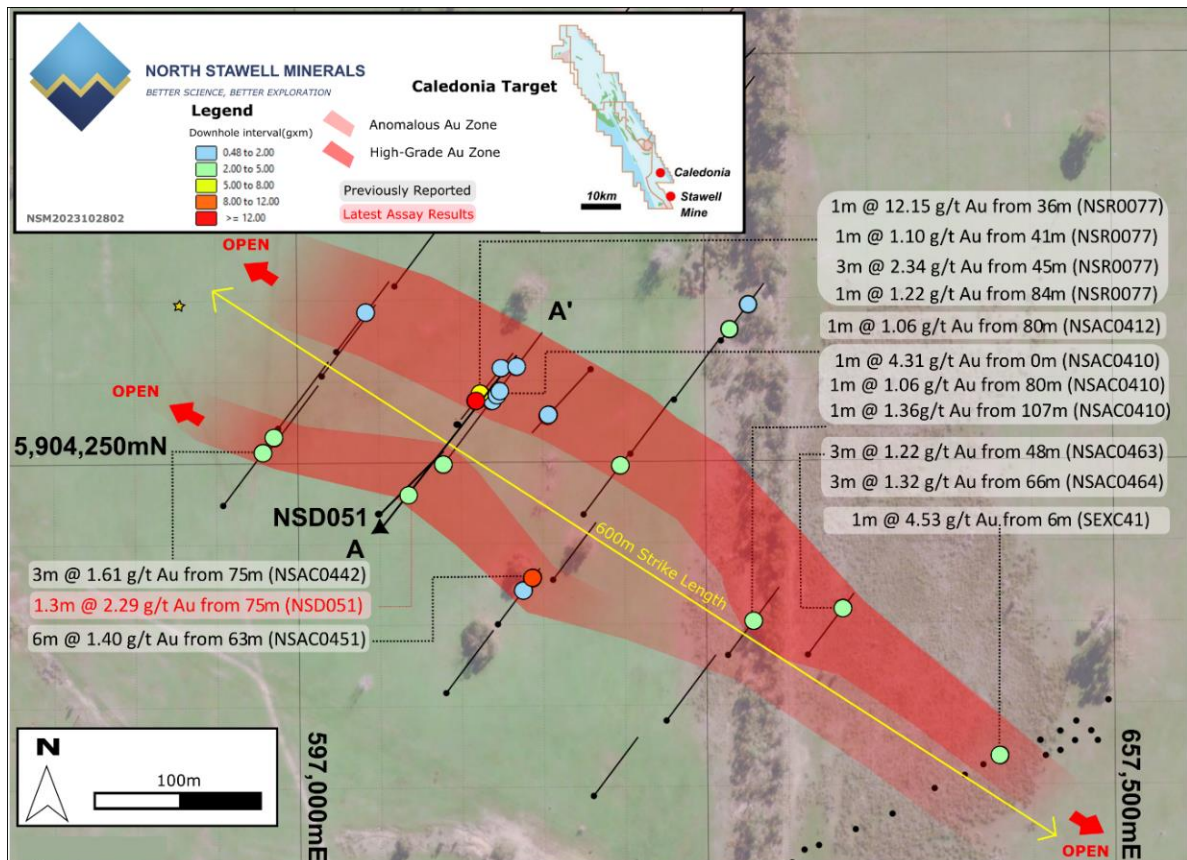 NORTH STAWELL MINERALS
BETTER SCIENCE, BETTER EXPLORATION
Legend
Downhole interval(gxm)
0.48 to 2.00
2.00 to 5.00
5.00 to 8.00
8.00 to 12.00
>= 12.00
NSM2023102802
Caledonia Target
Anomalous Au Zone
High-Grade Au Zone
Previously Reported
Latest Assay Results
10km
Caledonia
Stawell
Mine
1m @ 12.15 g/t Au from 36m (NSR0077)
1m @ 1.10 g/t Au from 41m (NSR0077)
3m @ 2.34 g/t Au from 45m (NSR0077)
1m @ 1.22 g/t Au from 84m (NSR0077)
1m @ 1.06 g/t Au from 80m (NSAC0412)
1m @ 4.31 g/t Au from 0m (NSAC0410)
1m @ 1.06 g/t Au from 80m (NSAC0410)
1m @ 1.36g/t Au from 107m (NSAC0410)
3m @ 1.22 g/t Au from 48m (NSAC0463)
3m @ 1.32 g/t Au from 66m (NSAC0464)
1m @ 4.53 g/t Au from 6m (SEXC41)
OPEN
A'
OPEN
5,904,250mN
NSD051
A
600m Strike Length
3m @ 1.61 g/t Au from 75m (NSAC0442)
1.3m @ 2.29 g/t Au from 75m (NSD051)
6m @ 1.40 g/t Au from 63m (NSAC0451)
N
100m
597,000mE
657,500mE
OPEN